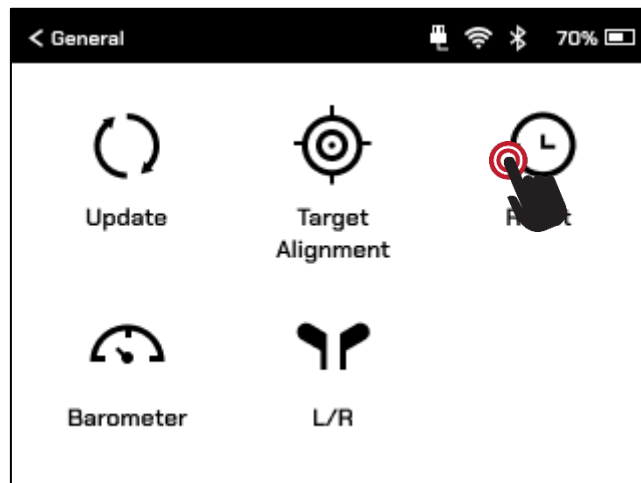 < General
70%
Update
Target
Alignment
Barometer
L/R